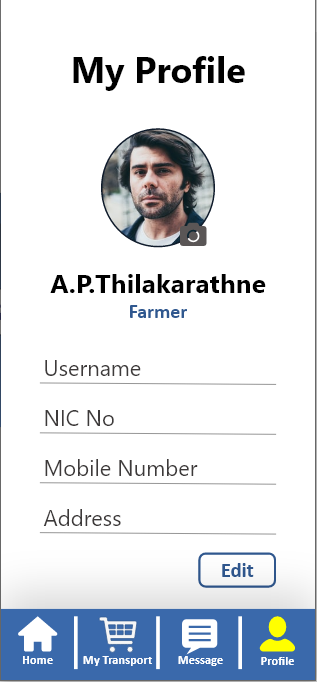 My Profile
A.P.Thilakarathne
Farmer
Username
NIC No
Mobile Number
Address
Edit
Home
My Transport
Message
Profile